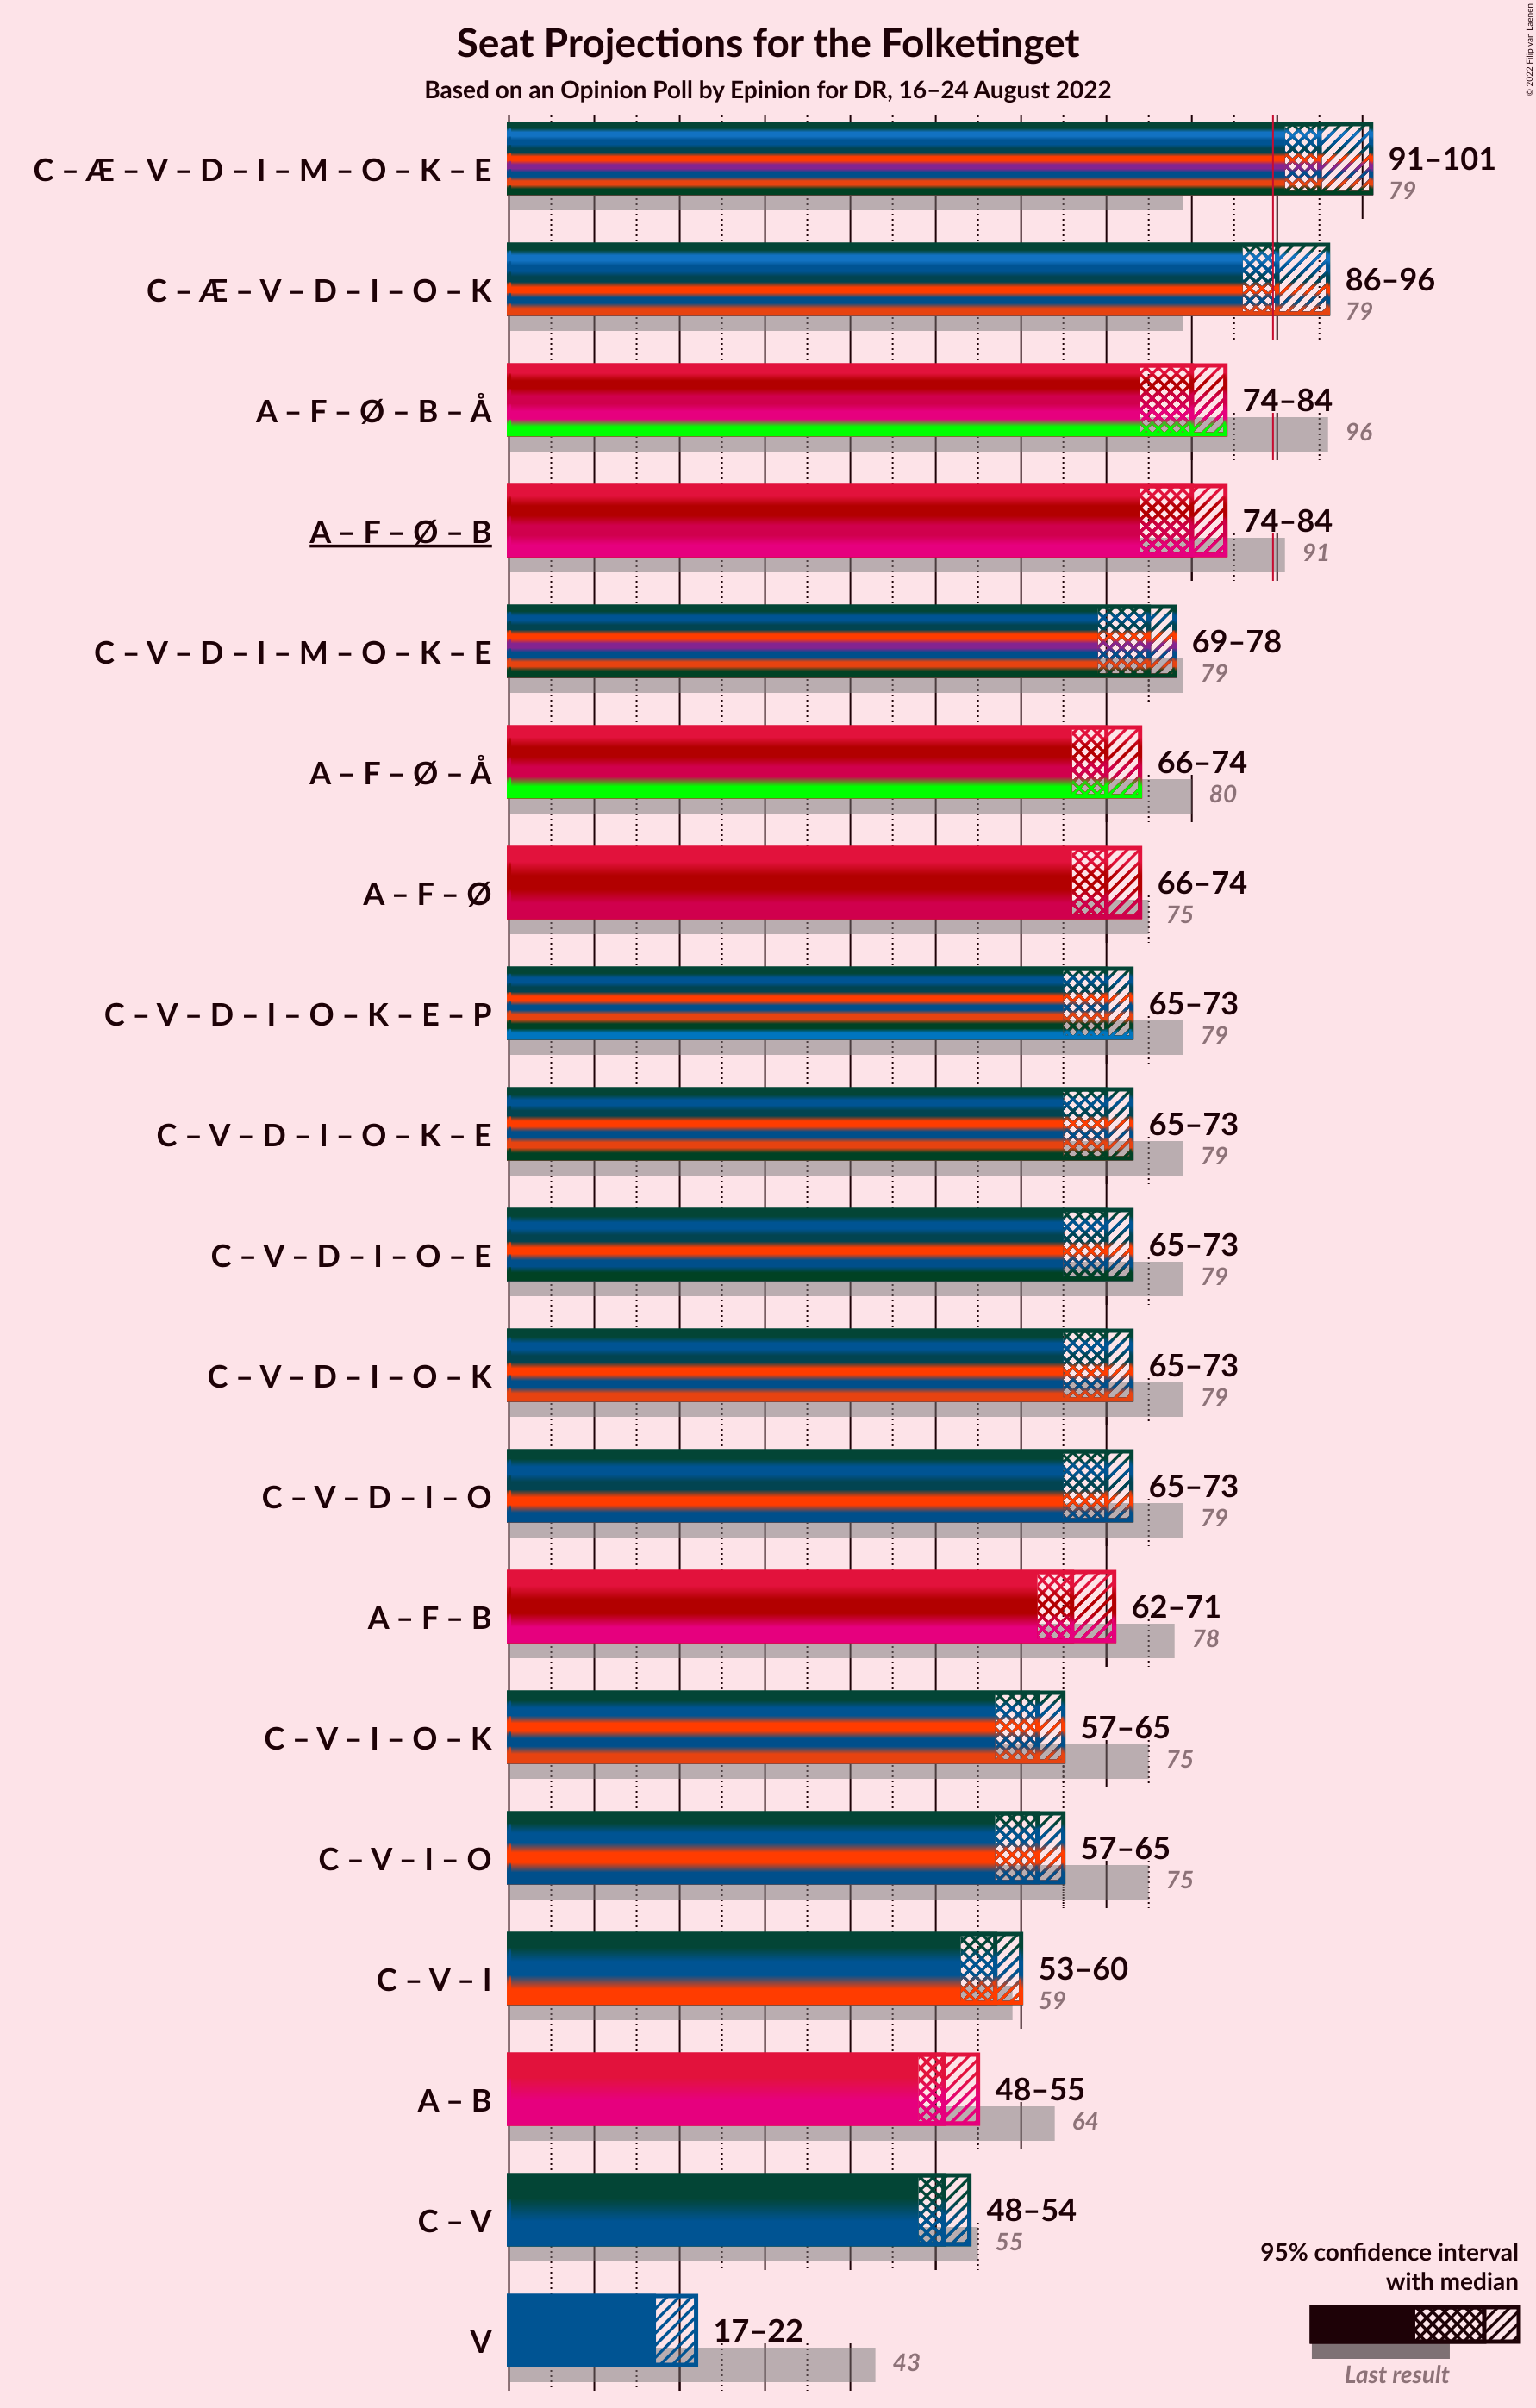 Seat Projections for the Folketinget
Based on an Opinion Poll by Epinion for DR, 16–24 August 2022
© 2022 Filip van Laenen
C – Æ – V – D – I – M – O – K – E
91–101
79
C – Æ – V – D – I – O – K
86–96
79
A – F – Ø – B – Å
74–84
96
A – F – Ø – B
74–84
91
C – V – D – I – M – O – K – E
69–78
79
A – F – Ø – Å
66–74
80
A – F – Ø
66–74
75
C – V – D – I – O – K – E – P
65–73
79
C – V – D – I – O – K – E
65–73
79
C – V – D – I – O – E
65–73
79
C – V – D – I – O – K
65–73
79
C – V – D – I – O
65–73
79
A – F – B
62–71
78
C – V – I – O – K
57–65
75
C – V – I – O
57–65
75
C – V – I
53–60
59
A – B
48–55
64
C – V
48–54
55
V
17–22
43
95% confidence interval
with median
Last result